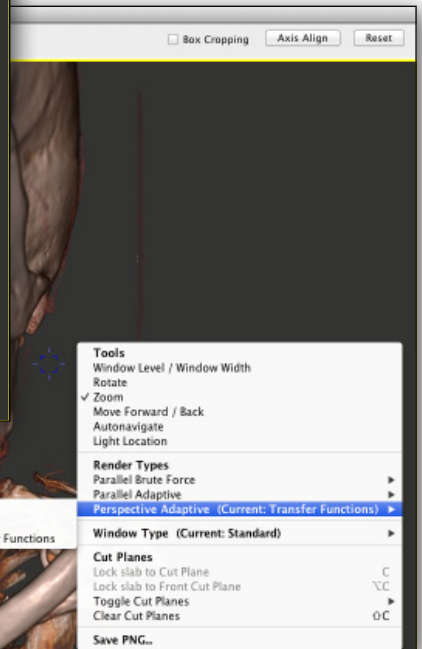 Box Cropping Axis Align Reset
Tools
Window Level / Window Width
Rotate
✓ Zoom
Move Forward / Back
Autonavigate
Light Location
Render Types
Parallel Brute Force
Parallel Adaptive
Perspective Adaptive (Current: Transfer Functions)
Functions
Window Type (Current: Standard)
Cut Planes
Lock slab to Cut Plane C
Lock slab to Front Cut Plane ⌥C
Toggle Cut Planes
Clear Cut Planes ⇧C
Save PNG...